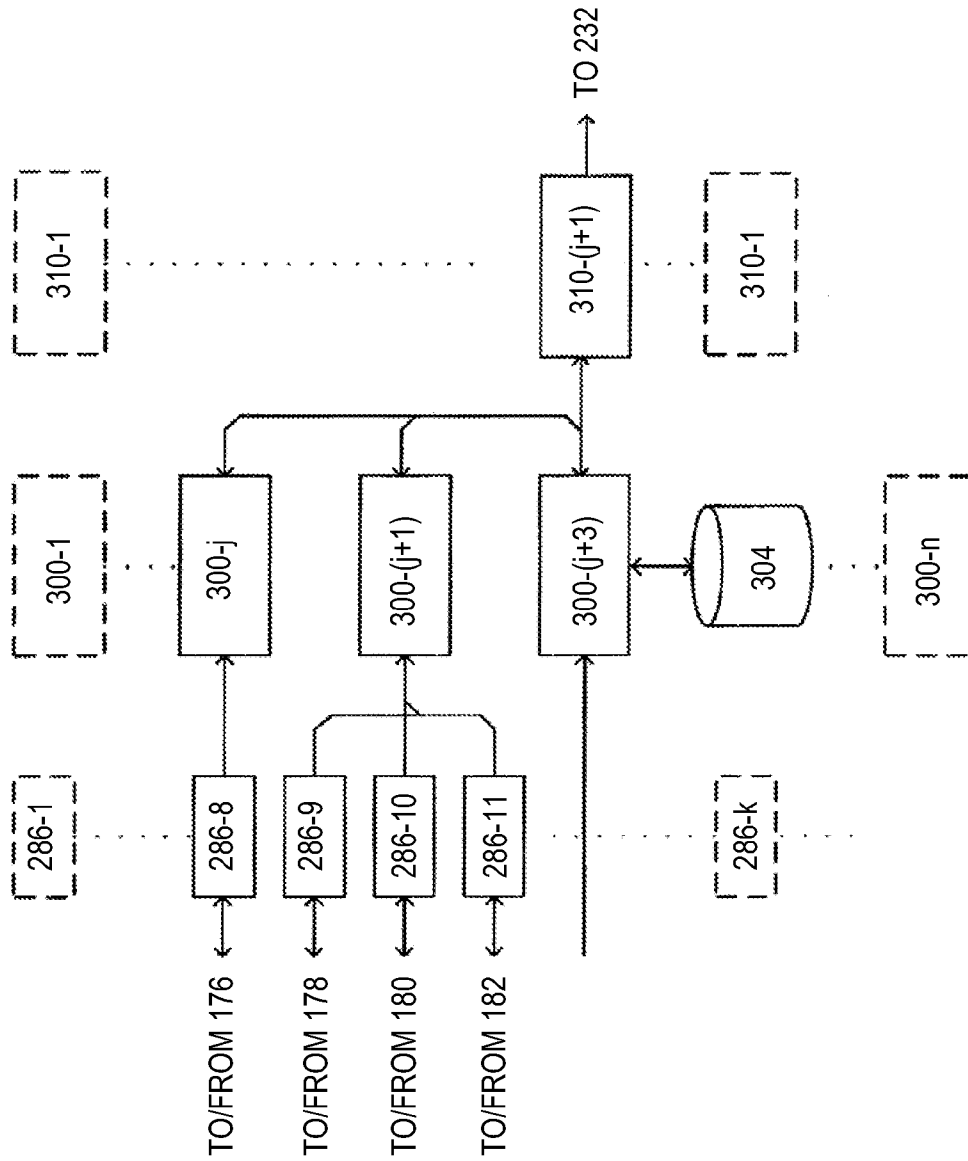 286-1
300-1
310-1
TO/FROM 176
286-8
300-j
TO/FROM 178
286-9
TO/FROM 180
286-10
300-(j+1)
TO/FROM 182
286-11
300-(j+3)
310-(j+1)
TO 232
286-k
304
310-1
300-n